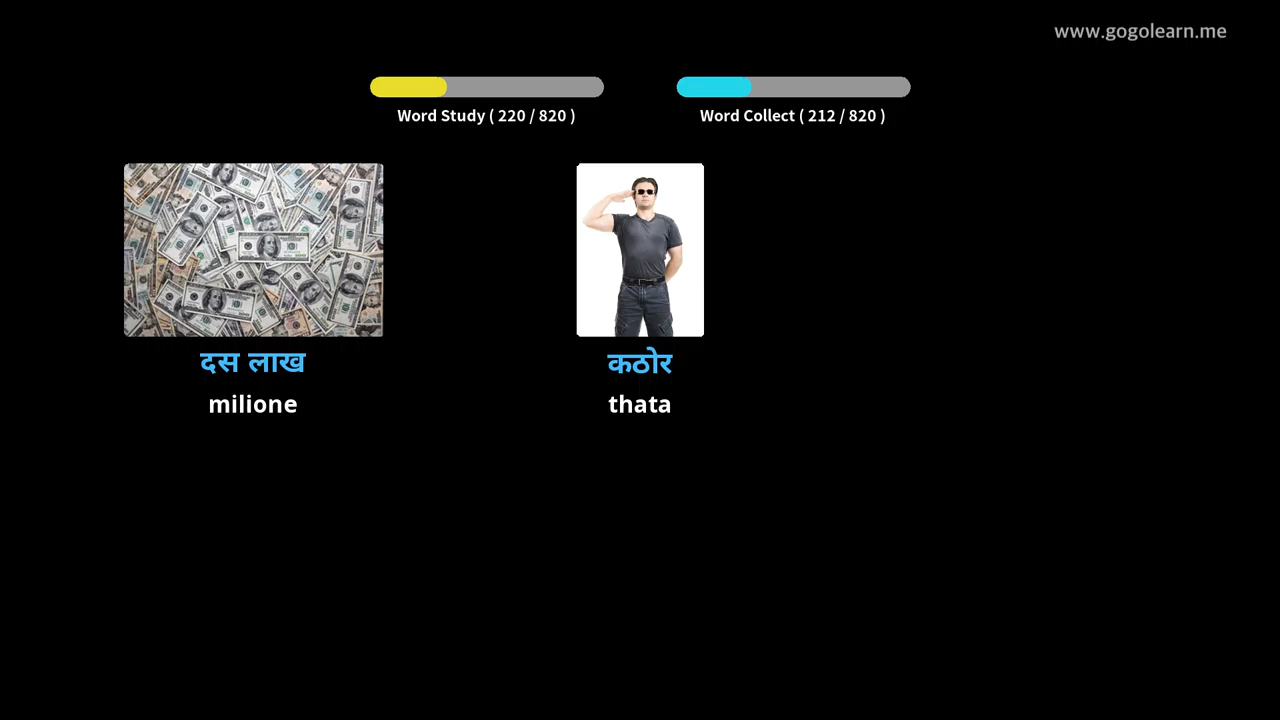 www.gogolearn.me
Word Study ( 220 / 820 )
Word Collect ( 212 / 820 )
दस लाख
milione
कठोर
thata